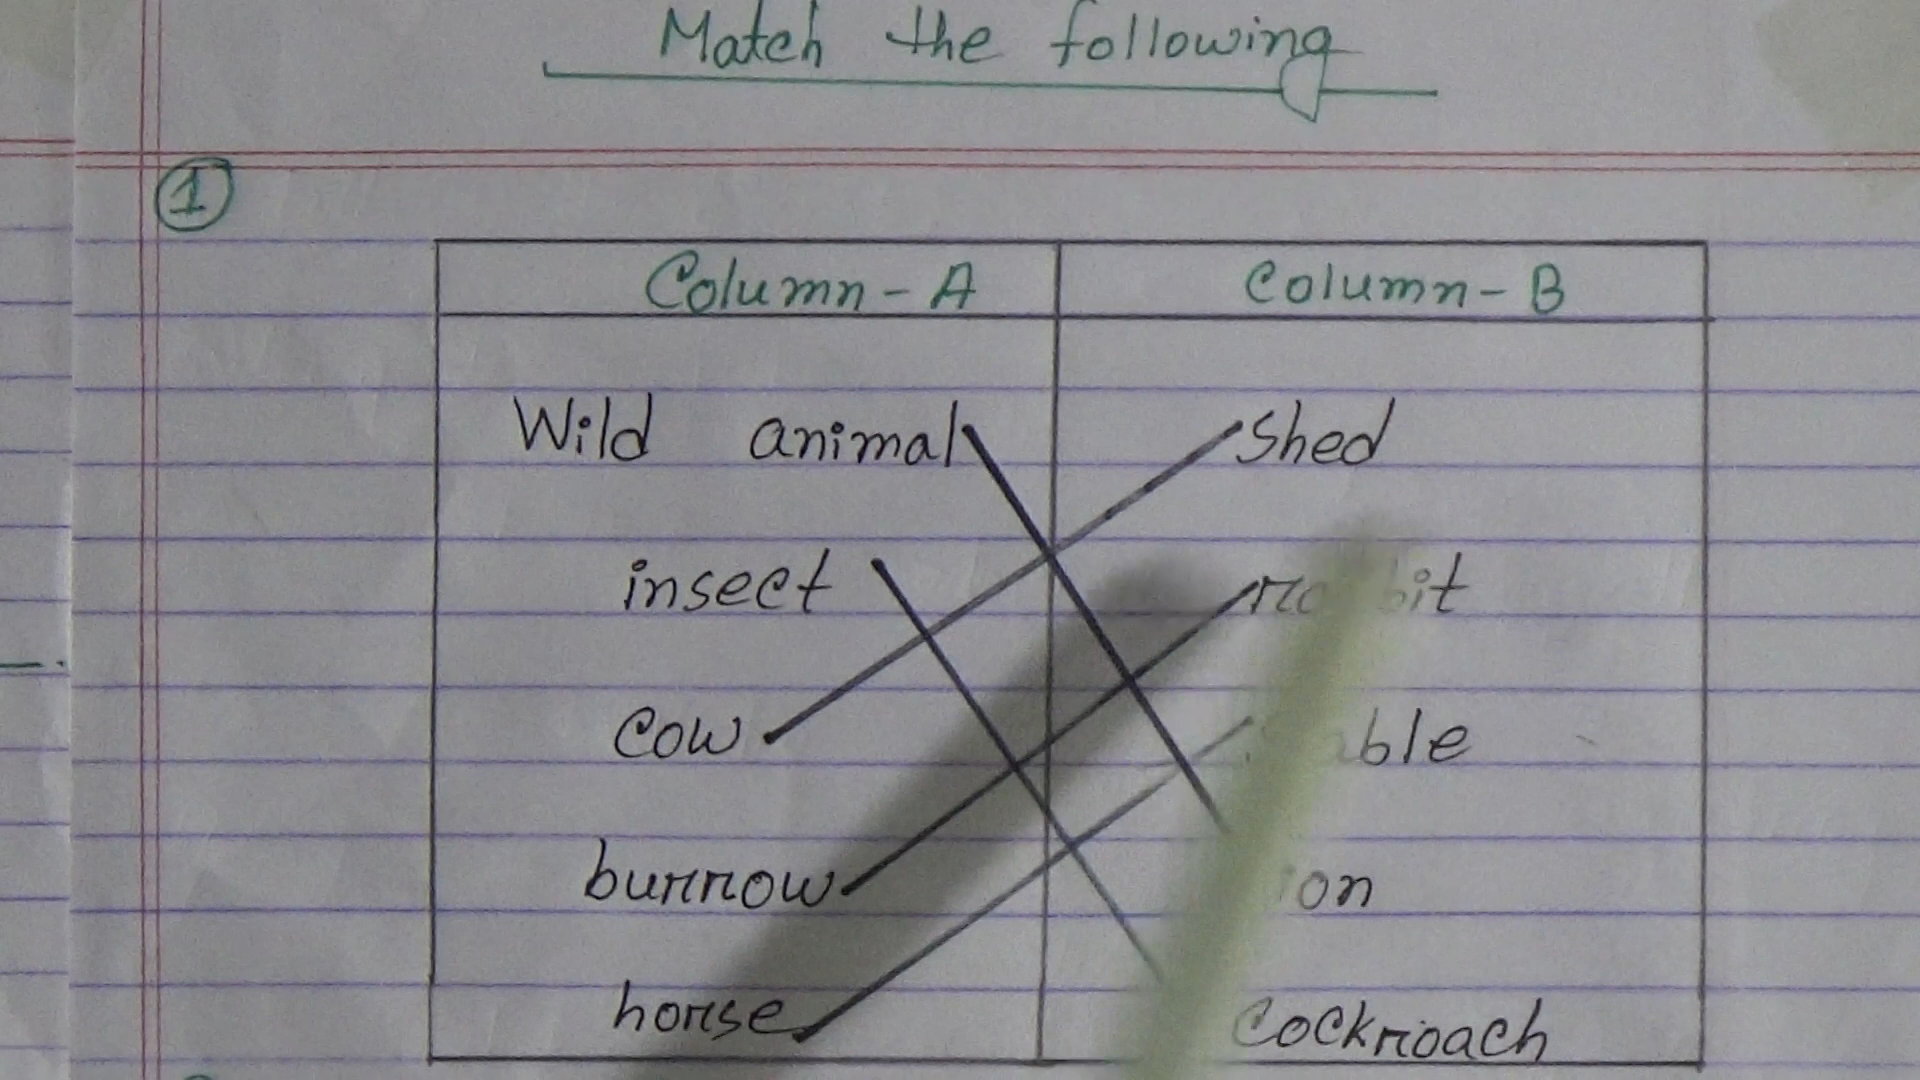 Match the following
1
Column-A Column-B
Wild animal shed
insect
cow
burrow
horse Cockroach